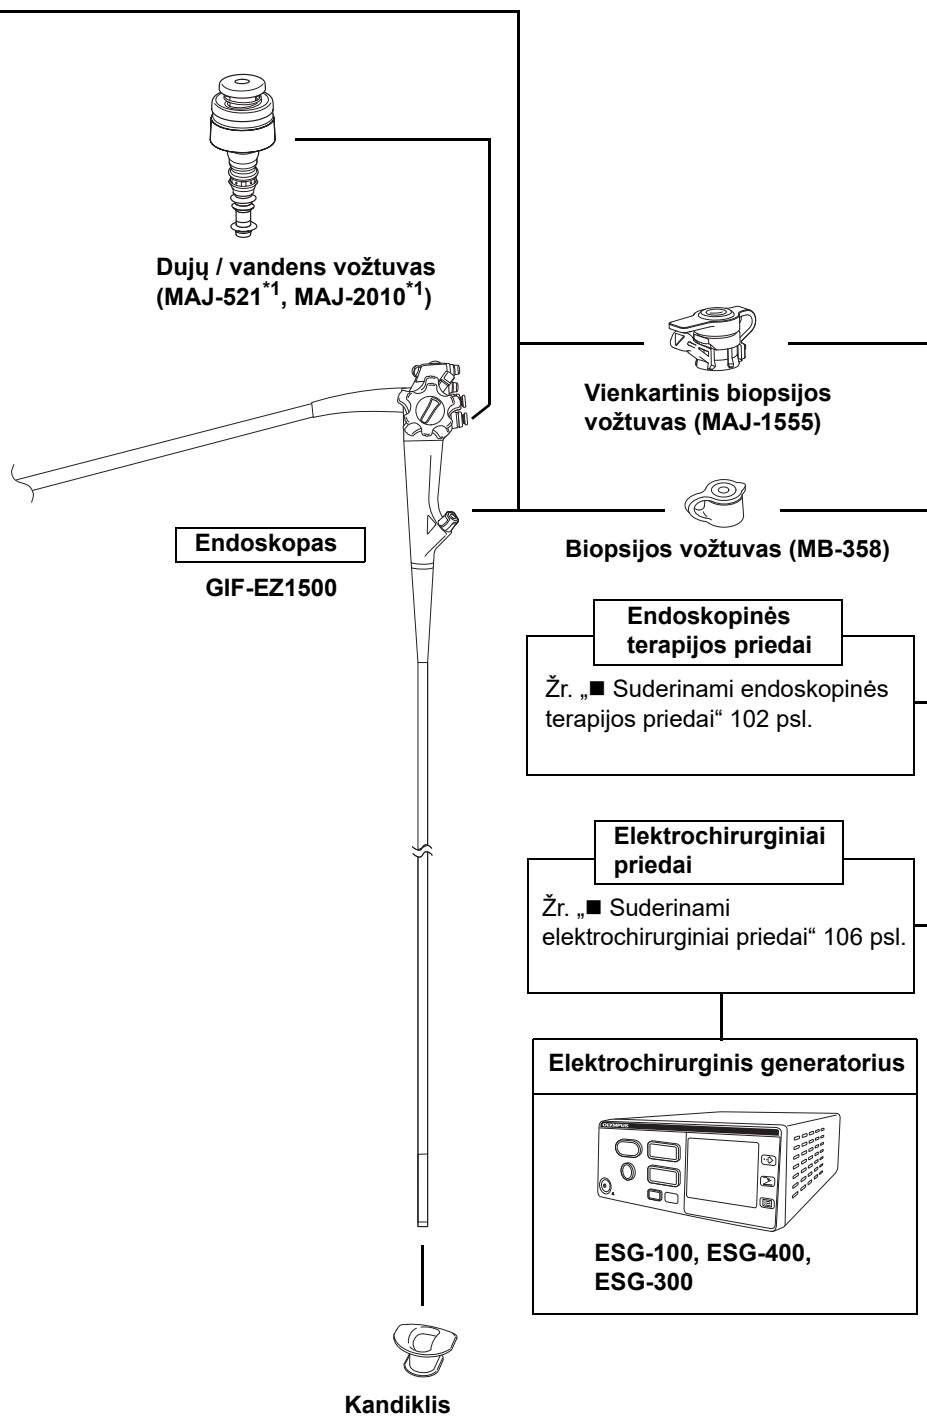 Dujų / vandens vožtuvas
(MAJ-521*1, MAJ-2010*1)
Vienkartinis biopsijos
vožtuvas (MAJ-1555)
Endoskopas
GIF-EZ1500
Biopsijos vožtuvas (MB-358)
Endoskopinės
terapijos priedai
Žr. „■ Suderinami endoskopinės
terapijos priedai“ 102 psl.
Elektrochirurginiai
priedai
Žr. „■ Suderinami
elektrochirurginiai priedai“ 106 psl.
Elektrochirurginis generatorius
OLYMPUS
ESG-100, ESG-400,
ESG-300
Kandiklis